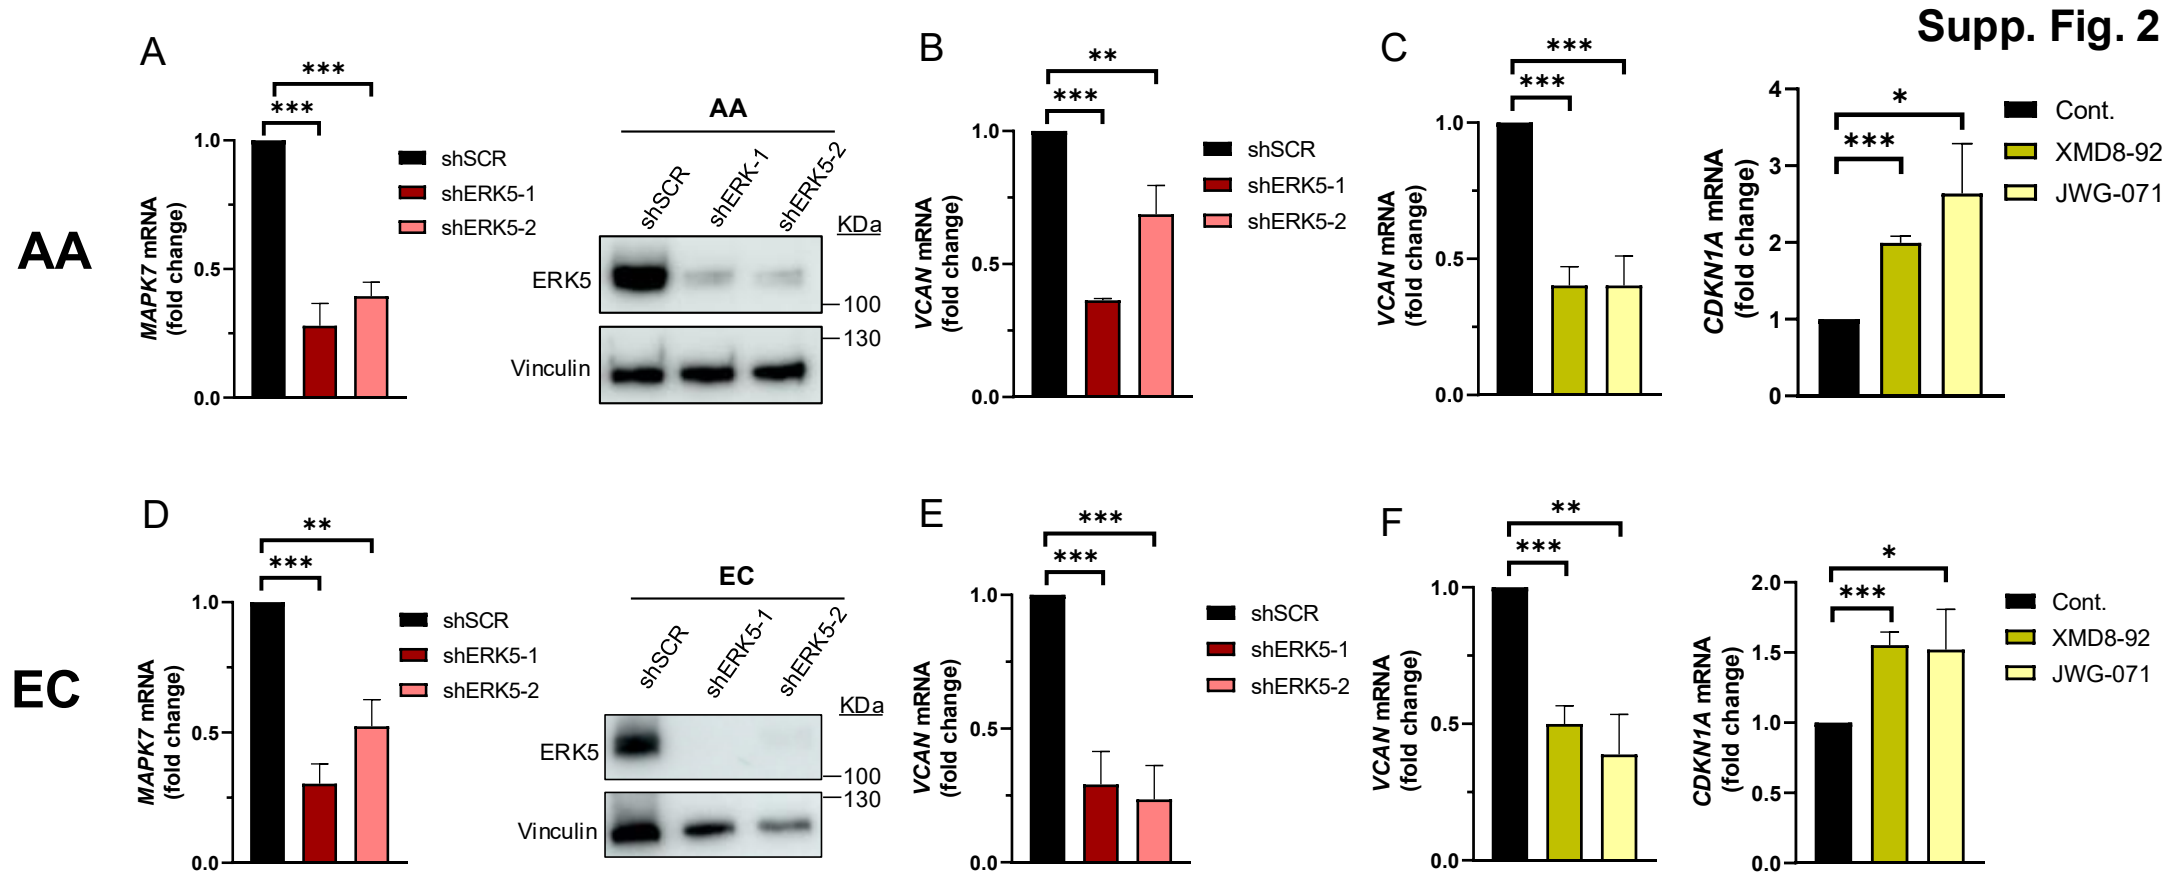 Supp. Fig. 2
AA
A
***
***
1.0
0.5
0.0
MAPK7 mRNA
(fold change)
shSCR
shERK5-1
shERK5-2
AA
shSCR
shERK-1
shERK5-2
KDa
ERK5
100
130
Vinculin
B
**
***
1.0
0.5
0.0
VCAN mRNA
(fold change)
shSCR
shERK5-1
shERK5-2
C
***
***
1.0
0.5
0.0
VCAN mRNA
(fold change)
*
***
4
3
2
1
0
CDKN1A mRNA
(fold change)
Cont.
XMD8-92
JWG-071
EC
D
**
***
1.0
0.5
0.0
MAPK7 mRNA
(fold change)
shSCR
shERK5-1
shERK5-2
EC
shSCR
shERK5-1
shERK5-2
KDa
ERK5
100
130
Vinculin
E
***
***
1.0
0.5
0.0
VCAN mRNA
(fold change)
shSCR
shERK5-1
shERK5-2
F
**
***
1.0
0.5
0.0
VCAN mRNA
(fold change)
*
***
2.0
1.5
1.0
0.5
0.0
CDKN1A mRNA
(fold change)
Cont.
XMD8-92
JWG-071